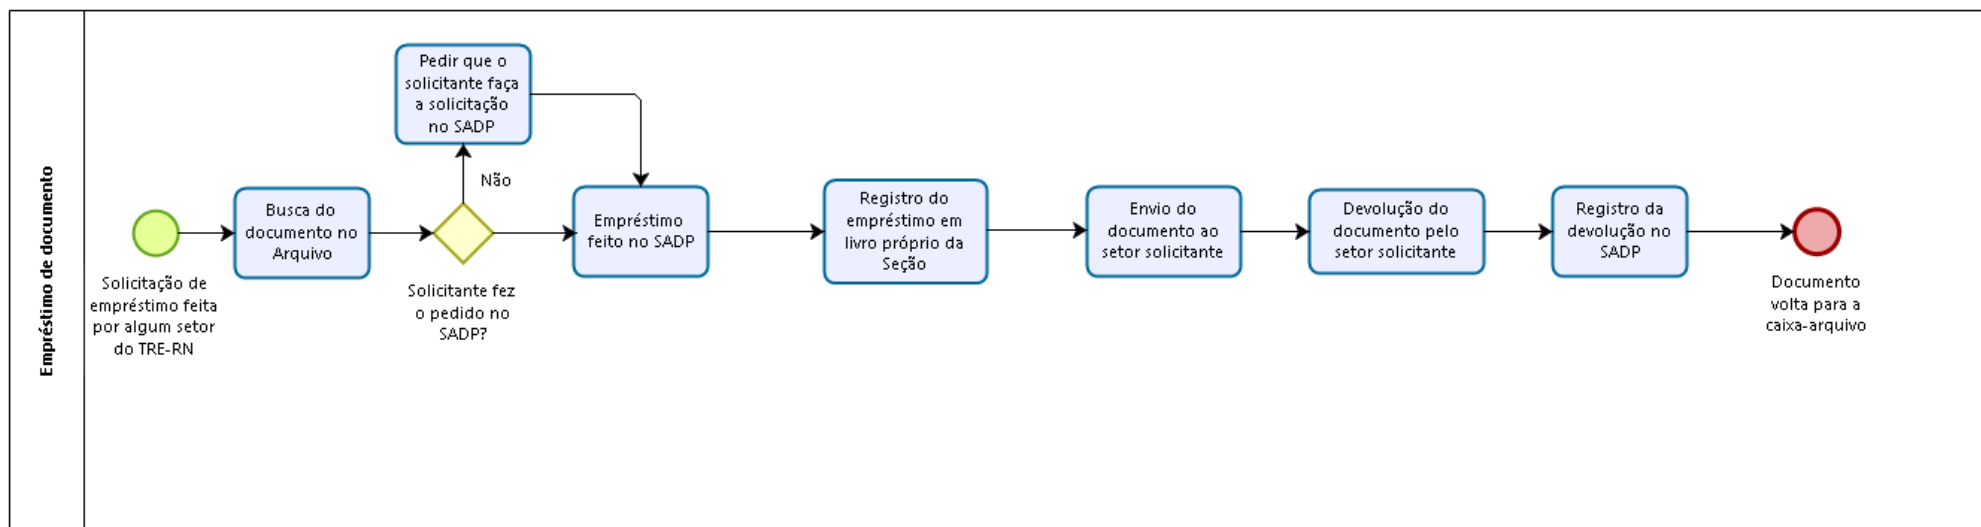 Empréstimo de documento
Solicitação de
empréstimo feita
por algum setor
do TRE-RN
Busca do
documento no
Arquivo
Solicitante fez
o pedido no
SADP?
Não
Pedir que o
solicitante faça
a solicitação
no SADP
Empréstimo
feito no SADP
Registro do
empréstimo em
livro próprio da
Seção
Envio do
documento ao
setor solicitante
Devolução do
documento pelo
setor solicitante
Registro da
devolução no
SADP
Documento
volta para a
caixa-arquivo